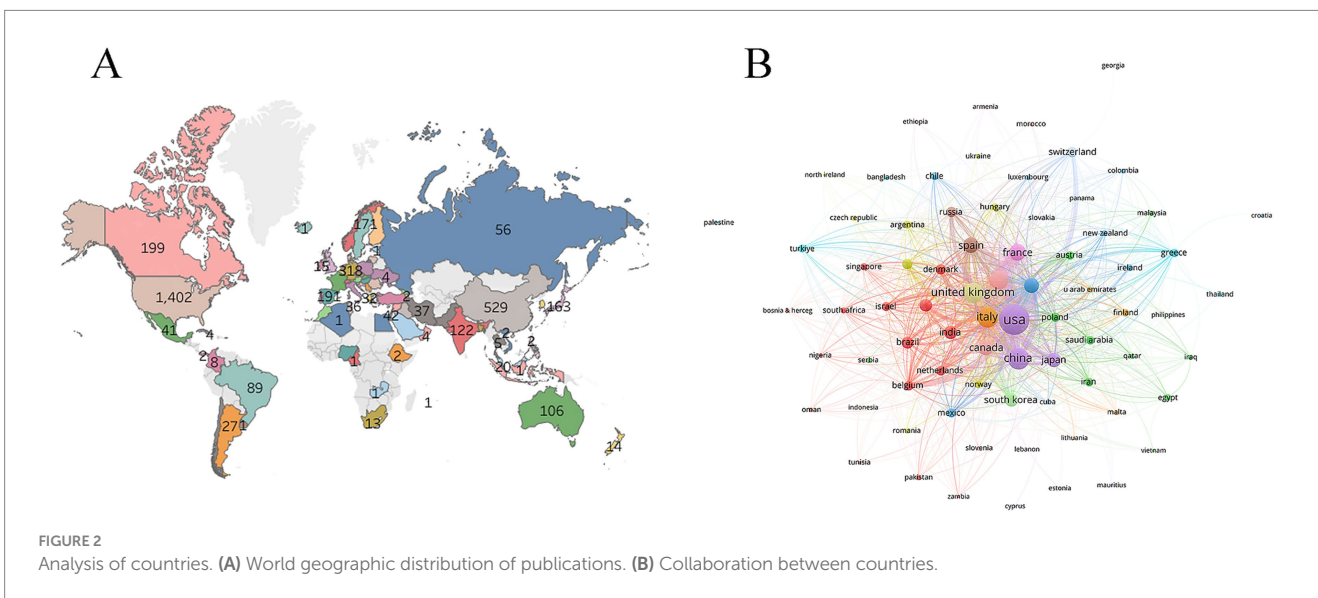 A
B
199
1,402
41
4
2
8
89
27
1
1
171
1
15
318
4
191
36
32
2
37
1
42
4
2
1
1
13
1
56
529
163
122
2
5
2
20
1
106
14
georgia
armenia
ethiopia
morocco
ukraine
switzerland
north ireland
bangladesh
chile
luxembourg
colombia
panama
palestine
czech republic
argentina
russia
hungary
slovakia
malaysia
croatia
new zealand
turkiye
spain
france
austria
greece
singapore
denmark
ireland
united kingdom
u arab emirates
thailand
bosnia & herceg
south africa
israel
italy
usa
poland
finland
philippines
india
brazil
canada
saudi arabia
nigeria
serbia
china
japan
qatar
iraq
netherlands
belgium
norway
iran
egypt
oman
indonesia
mexico
south korea
cuba
malta
romania
lithuania
tunisia
slovenia
lebanon
vietnam
pakistan
zambia
estonia
mauritius
cyprus
FIGURE 2
Analysis of countries. (A) World geographic distribution of publications. (B) Collaboration between countries.